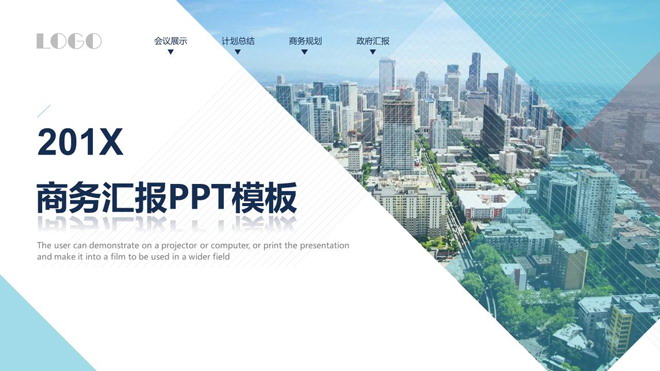 LOGO
会议展示 计划总结 商务规划 政府汇报
201X
商务汇报PPT模板
The user can demonstrate on a projector or computer, or print the presentation
and make it into a film to be used in a wider field